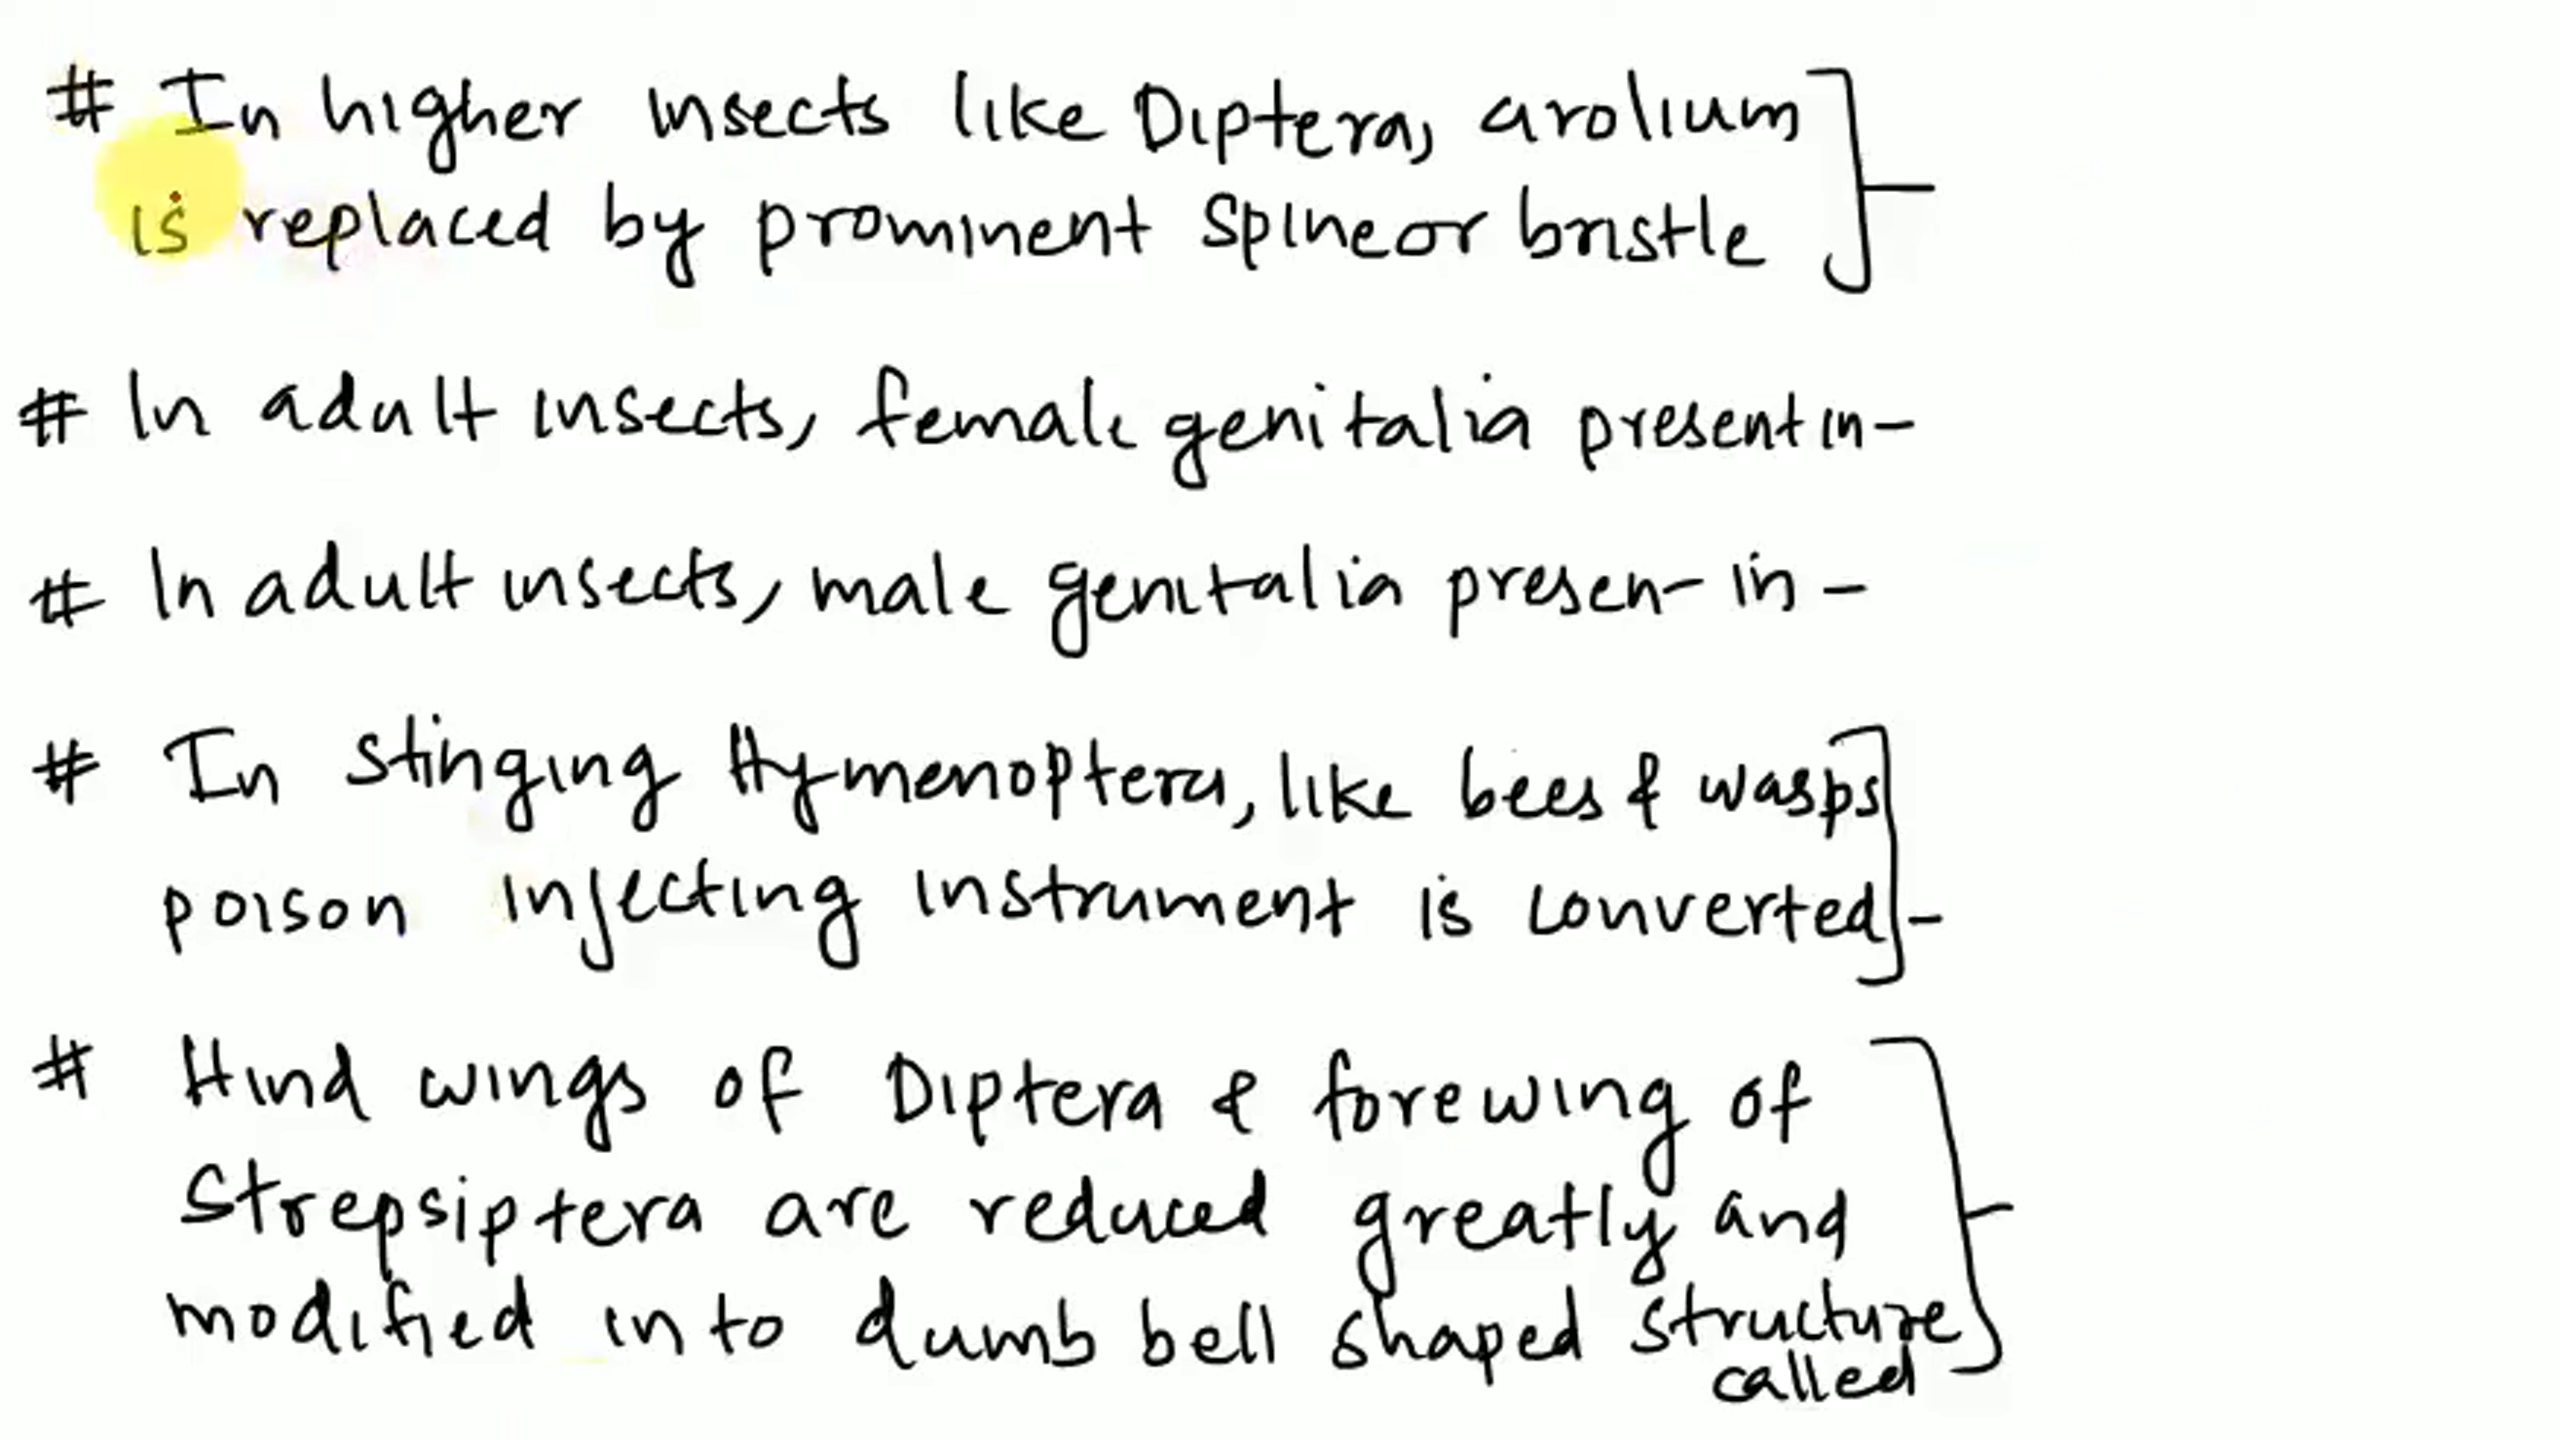 # In higher insects like Diptera, arolium
is replaced by prominent spine or bristle
# In adult insects, female genitalia present in -
# In adult insects, male genitalia presen- in -
# In stinging Hymenoptera, like bees & wasps
poison injecting instrument is converted -
# Hind wings of Diptera & forewing of
Strepsiptera are reduced greatly and
modified into dumb bell shaped structure
called